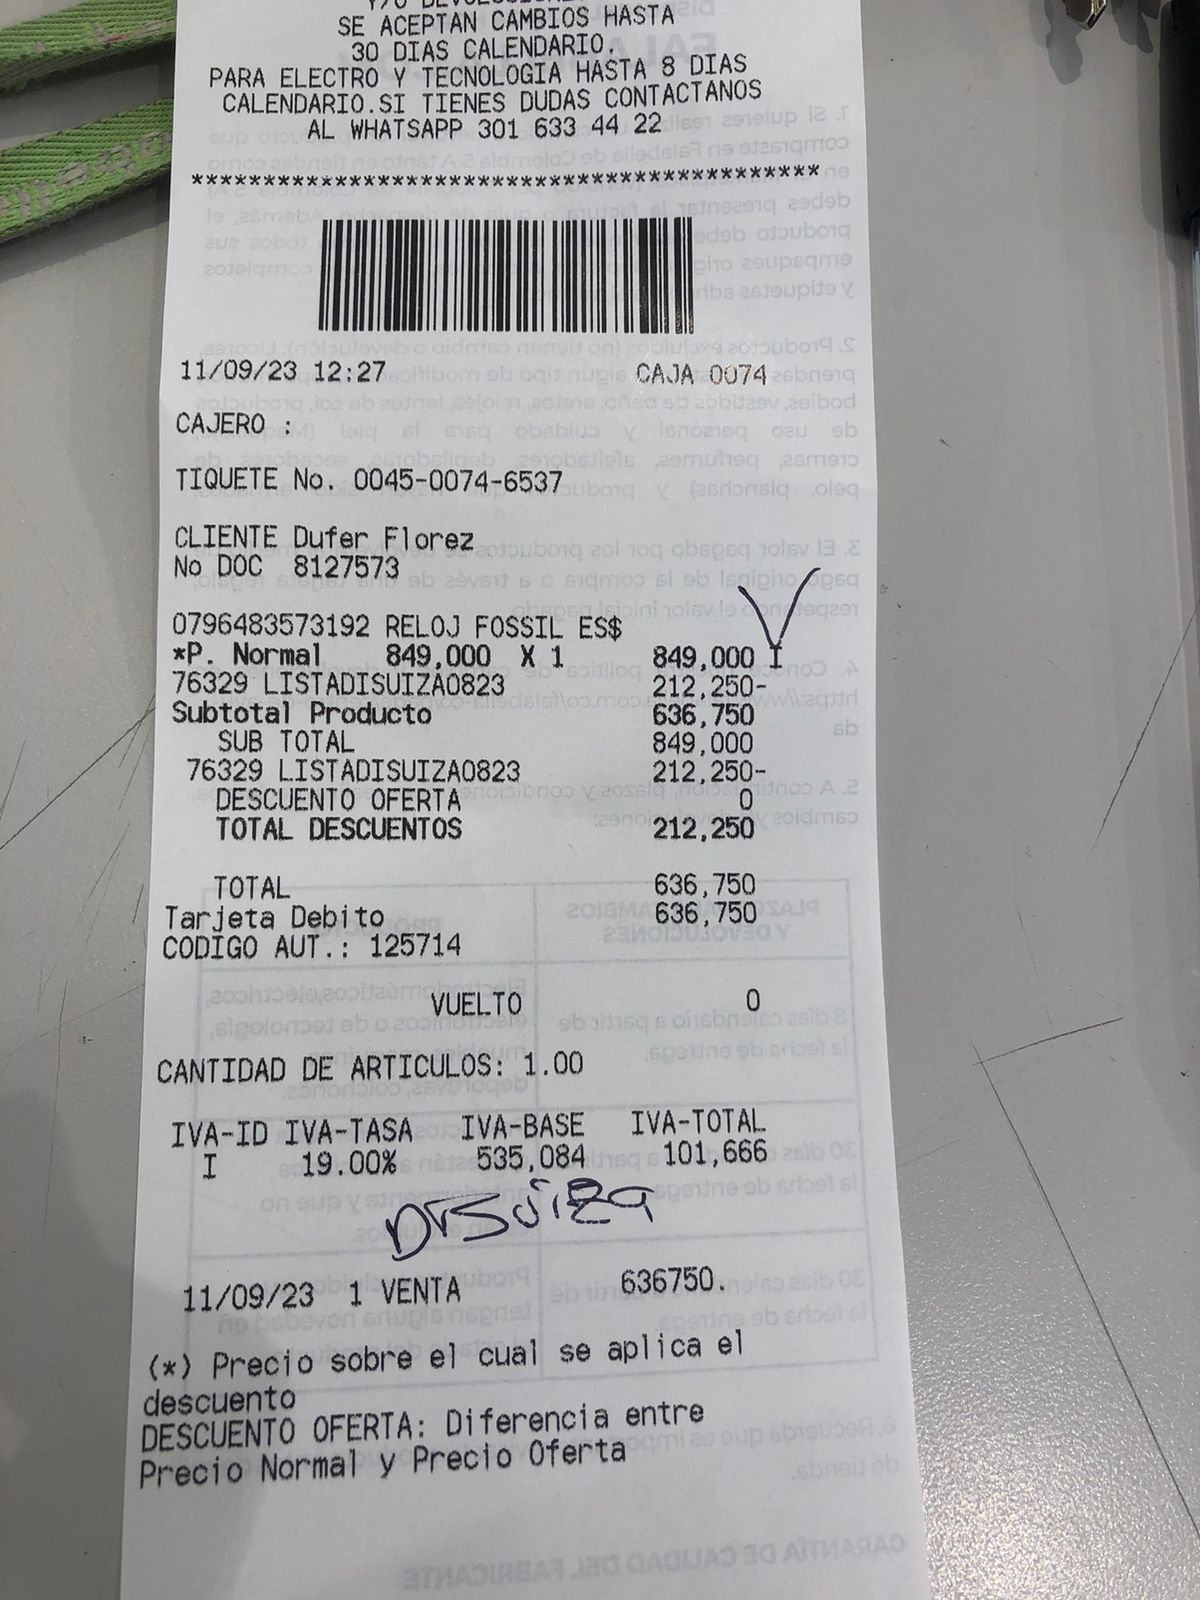 SE ACEPTAN CAMBIOS HASTA
30 DIAS CALENDARIO.
PARA ELECTRO Y TECNOLOGIA HASTA 8 DIAS
CALENDARIO.SI TIENES DUDAS CONTACTANOS
AL WHATSAPP 301 633 44 22
*******************************************
11/09/23 12:27 CAJA 0074
CAJERO :
TIQUETE No. 0045-0074-6537
CLIENTE Dufer Florez
No DOC 8127573
0796483573192 RELOJ FOSSIL ES$
*P. Normal 849,000 X 1 849,000 I
76329 LISTADISUIZA0823 212,250-
Subtotal Producto 636,750
SUB TOTAL 849,000
76329 LISTADISUIZA0823 212,250-
DESCUENTO OFERTA 0
TOTAL DESCUENTOS 212,250
TOTAL 636,750
Tarjeta Debito 636,750
CODIGO AUT.: 125714
VUELTO 0
CANTIDAD DE ARTICULOS: 1.00
IVA-ID IVA-TASA IVA-BASE IVA-TOTAL
I 19.00% 535,084 101,666
DISUIZA
11/09/23 1 VENTA 636750.
(*) Precio sobre el cual se aplica el
descuento
DESCUENTO OFERTA: Diferencia entre
Precio Normal y Precio Oferta